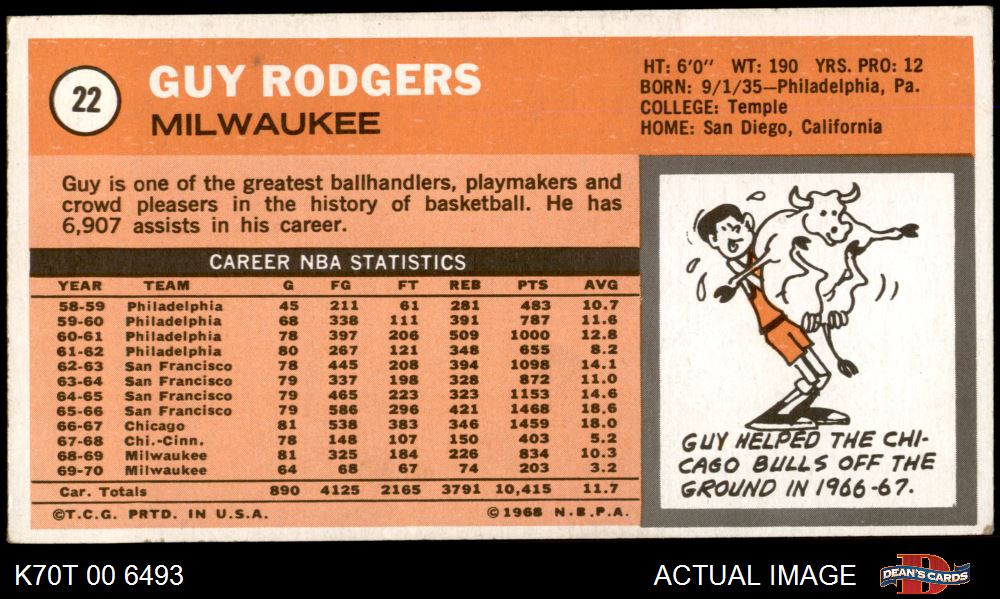 22
GUY RODGERS
MILWAUKEE
HT: 6'0" WT: 190 YRS. PRO: 12
BORN: 9/1/35—Philadelphia, Pa.
COLLEGE: Temple
HOME: San Diego, California
Guy is one of the greatest ballhandlers, playmakers and
crowd pleasers in the history of basketball. He has
6,907 assists in his career.
CAREER NBA STATISTICS
YEAR TEAM G FG FT REB PTS AVG
58-59 Philadelphia 45 211 61 281 483 10.7
59-60 Philadelphia 68 338 111 391 787 11.6
60-61 Philadelphia 78 397 206 509 1000 12.8
61-62 Philadelphia 80 267 121 348 655 8.2
62-63 San Francisco 78 445 208 394 1098 14.1
63-64 San Francisco 79 337 198 328 872 11.0
64-65 San Francisco 79 465 223 323 1153 14.6
65-66 San Francisco 79 586 296 421 1468 18.6
66-67 Chicago 81 538 383 346 1459 18.0
67-68 Chi.-Cinn. 78 148 107 150 403 5.2
68-69 Milwaukee 81 325 184 226 834 10.3
69-70 Milwaukee 64 68 67 74 203 3.2
Car. Totals 890 4125 2165 3791 10,415 11.7
©T.C.G. PRTD. IN U.S.A. ©1968 N.B.P.A.
GUY HELPED THE CHI-
CAGO BULLS OFF THE
GROUND IN 1966-67.
K70T 00 6493
ACTUAL IMAGE
D
DEAN'S CARDS